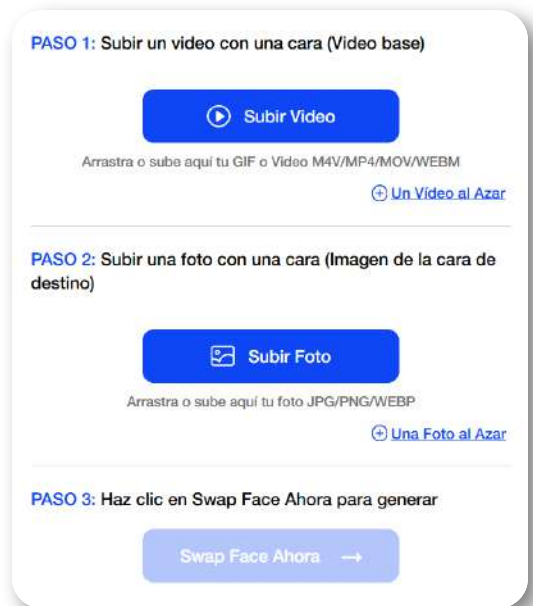 PASO 1: Subir un video con una cara (Video base)
Subir Video
Arrastra o sube aquí tu GIF o Video M4V/MP4/MOV/WEBM
Un Vídeo al Azar
PASO 2: Subir una foto con una cara (Imagen de la cara de
destino)
Subir Foto
Arrastra o sube aquí tu foto JPG/PNG/WEBP
Una Foto al Azar
PASO 3: Haz clic en Swap Face Ahora para generar
Swap Face Ahora →